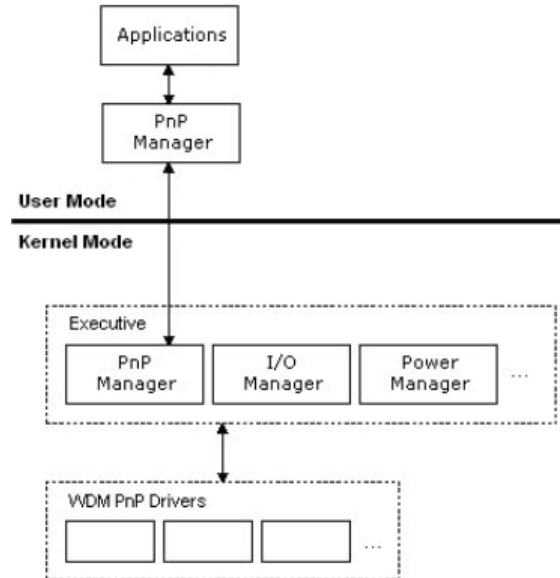 Applications
PnP
Manager
User Mode
Kernel Mode
Executive
PnP
Manager
I/O
Manager
Power
Manager
...
WDM PnP Drivers
...